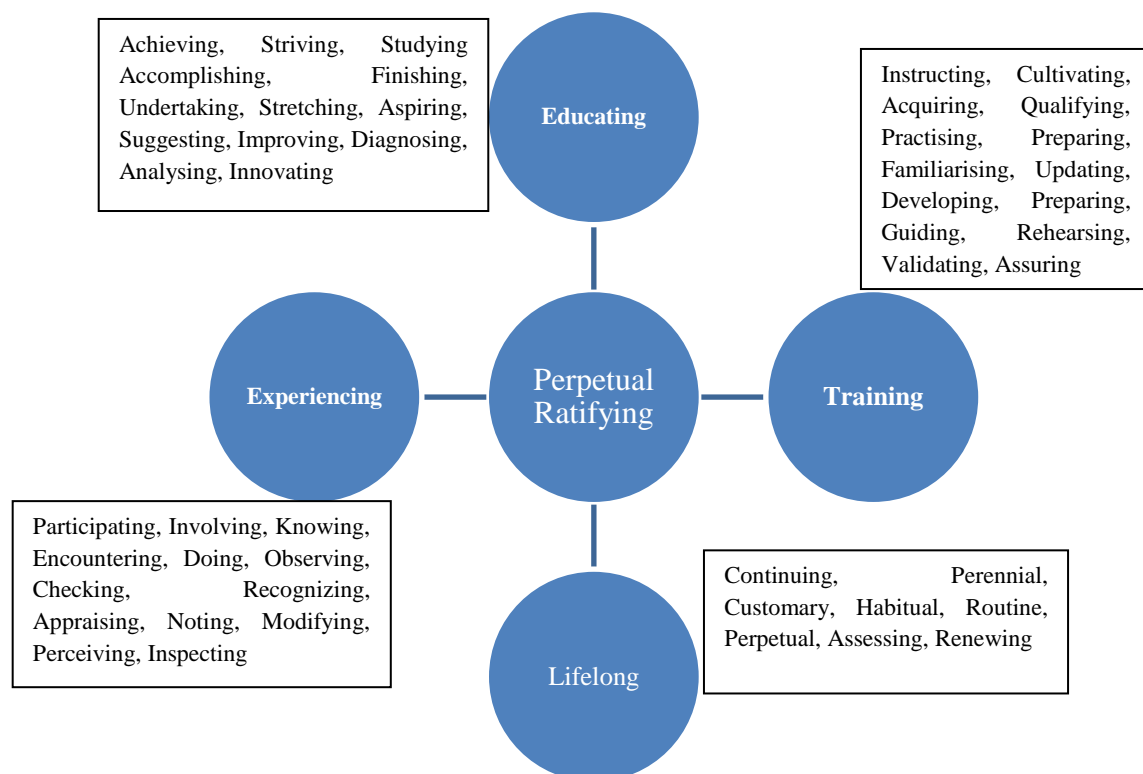 Achieving, Striving, Studying
Accomplishing, Finishing,
Undertaking, Stretching, Aspiring,
Suggesting, Improving, Diagnosing,
Analysing, Innovating
Educating
Instructing, Cultivating,
Acquiring, Qualifying,
Practising, Preparing,
Familiarising, Updating,
Developing, Preparing,
Guiding, Rehearsing,
Validating, Assuring
Experiencing
Perpetual
Ratifying
Training
Participating, Involving, Knowing,
Encountering, Doing, Observing,
Checking, Recognizing,
Appraising, Noting, Modifying,
Perceiving, Inspecting
Continuing, Perennial,
Customary, Habitual, Routine,
Perpetual, Assessing, Renewing
Lifelong